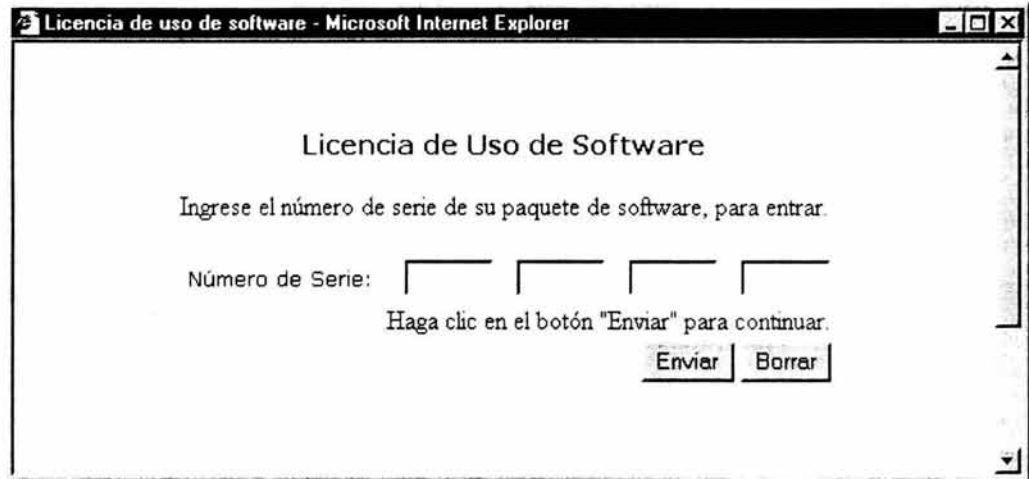 Licencia de uso de software - Microsoft Internet Explorer
Licencia de Uso de Software
Ingrese el número de serie de su paquete de software, para entrar.
Número de Serie:
Haga clic en el botón "Enviar" para continuar.
Enviar Borrar